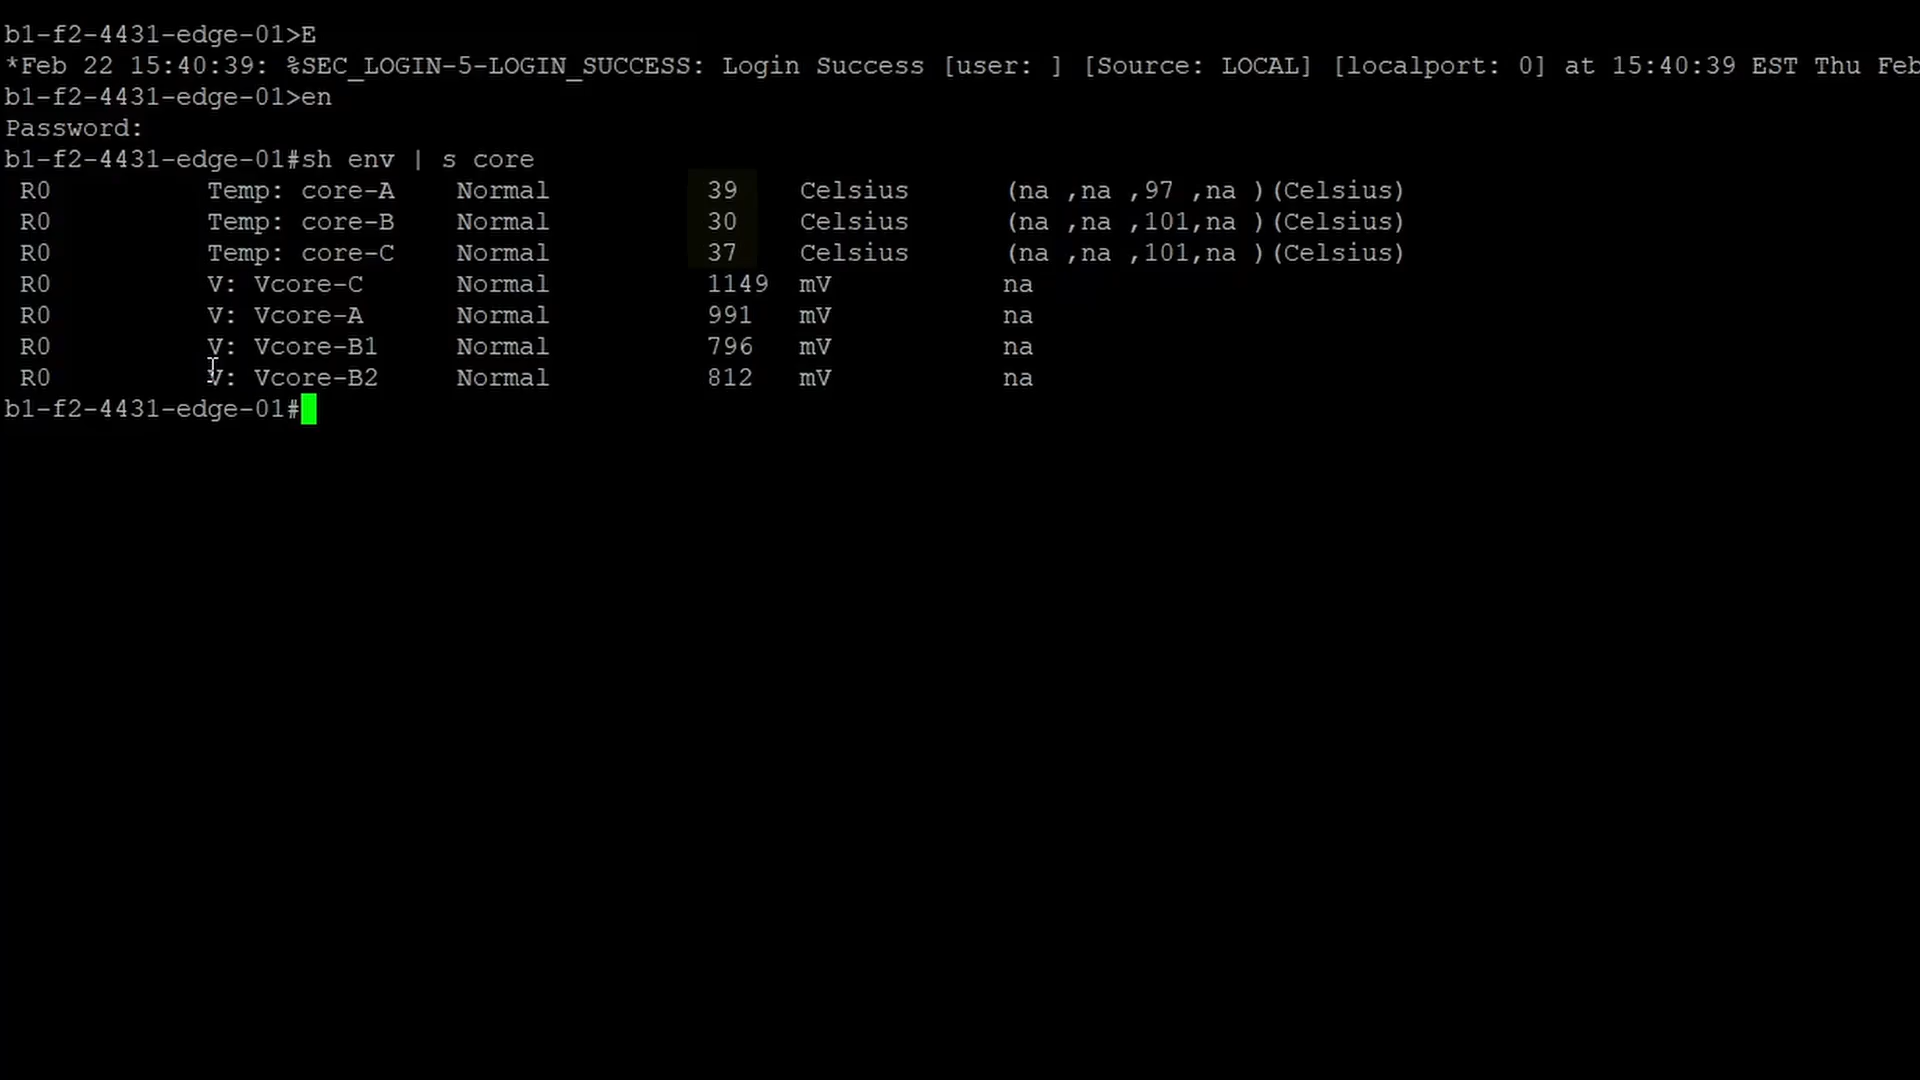 b1-f2-4431-edge-01>E
*Feb 22 15:40:39: %SEC_LOGIN-5-LOGIN_SUCCESS: Login Success [user: ] [Source: LOCAL] [localport: 0] at 15:40:39 EST Thu Feb
b1-f2-4431-edge-01>en
Password:
b1-f2-4431-edge-01#sh env | s core
R0 Temp: core-A Normal 39 Celsius (na ,na ,97 ,na )(Celsius)
R0 Temp: core-B Normal 30 Celsius (na ,na ,101,na )(Celsius)
R0 Temp: core-C Normal 37 Celsius (na ,na ,101,na )(Celsius)
R0 V: Vcore-C Normal 1149 mV na
R0 V: Vcore-A Normal 991 mV na
R0 V: Vcore-B1 Normal 796 mV na
R0 V: Vcore-B2 Normal 812 mV na
b1-f2-4431-edge-01#